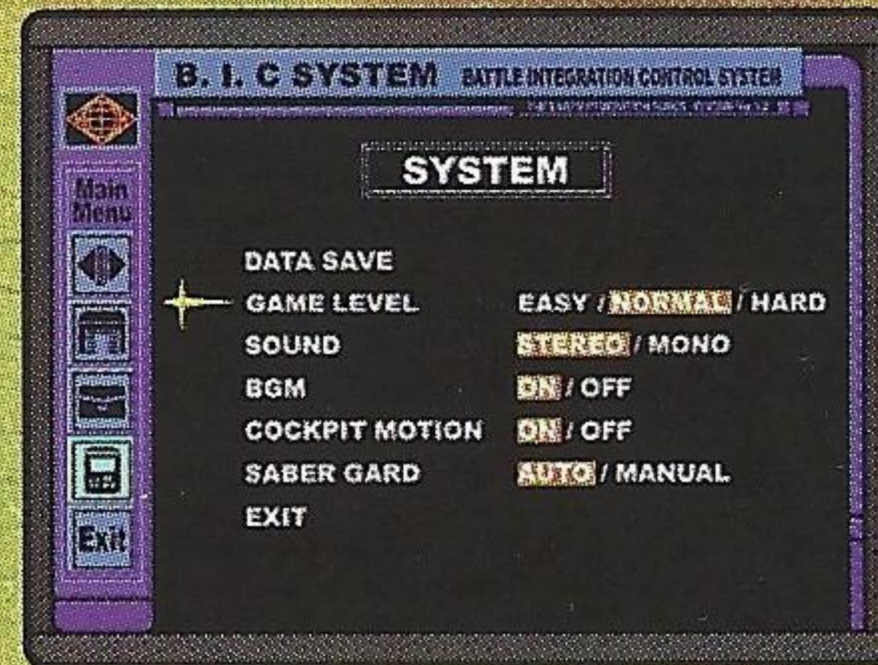 B. I. C SYSTEM BATTLE INTEGRATION CONTROL SYSTEM
SYSTEM
Main
Menu
DATA SAVE
GAME LEVEL EASY / NORMAL / HARD
SOUND STEREO / MONO
BGM ON / OFF
COCKPIT MOTION ON / OFF
SABER GARD AUTO / MANUAL
EXIT
Exit